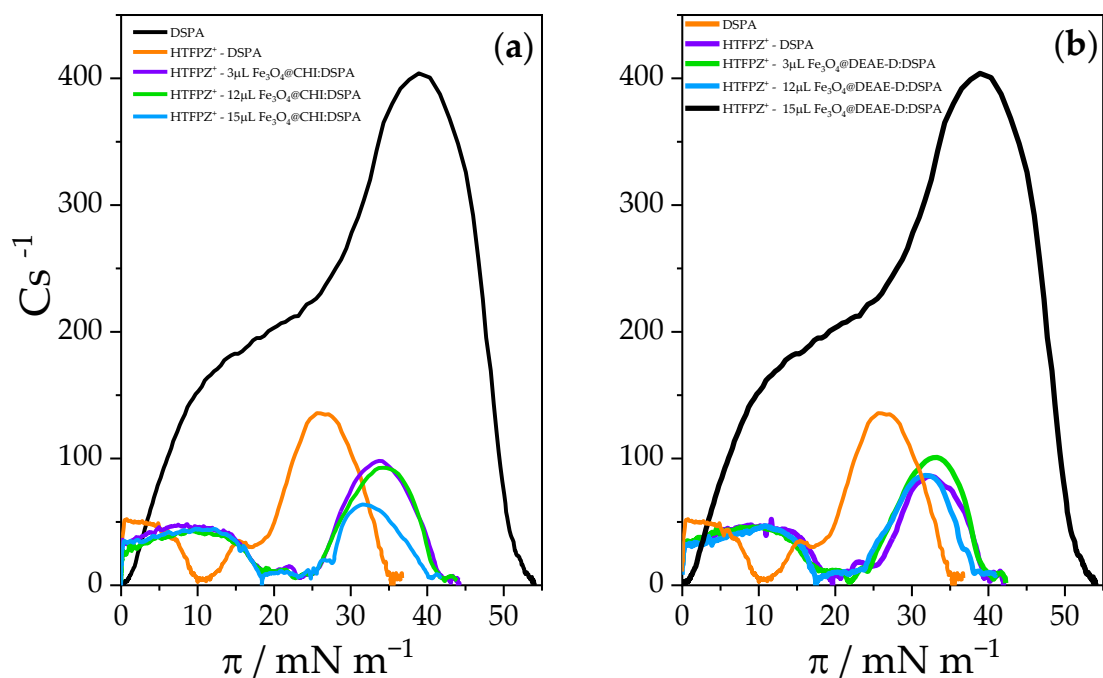 (a)
DSPA
HTFPZ⁺ - DSPA
HTFPZ⁺ - 3μL Fe₃O₄@CHI:DSPA
HTFPZ⁺ - 12μL Fe₃O₄@CHI:DSPA
HTFPZ⁺ - 15μL Fe₃O₄@CHI:DSPA
400
300
200
100
0
Cs ⁻¹
0 10 20 30 40 50
π / mN m⁻¹
(b)
DSPA
HTFPZ⁺ - DSPA
HTFPZ⁺ - 3μL Fe₃O₄@DEAE-D:DSPA
HTFPZ⁺ - 12μL Fe₃O₄@DEAE-D:DSPA
HTFPZ⁺ - 15μL Fe₃O₄@DEAE-D:DSPA
400
300
200
100
0
0 10 20 30 40 50
π / mN m⁻¹